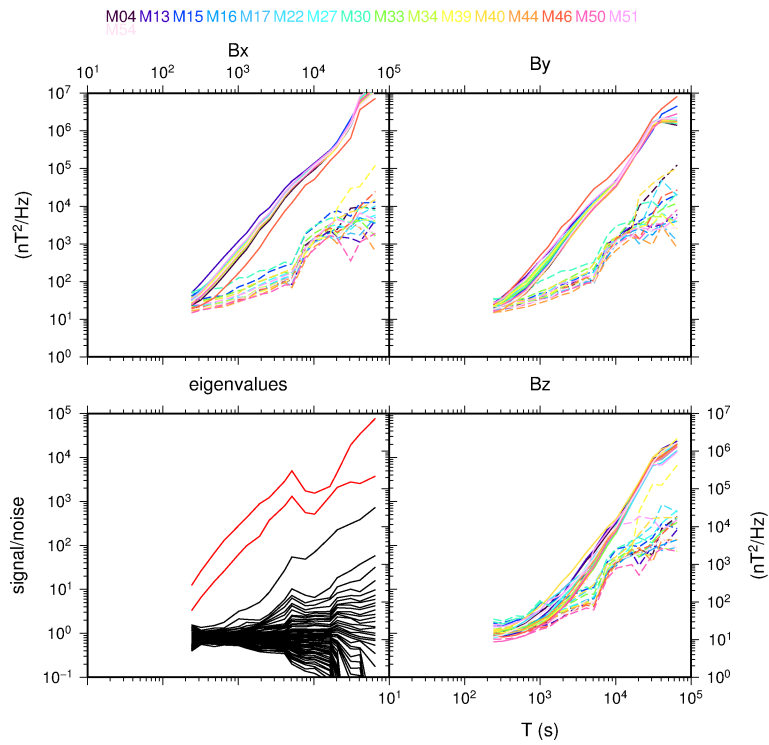 M04 M13 M15 M16 M17 M22 M27 M30 M33 M34 M39 M40 M44 M46 M50 M51
M54
Bx
By
10¹ 10² 10³ 10⁴ 10⁵
10⁷
10⁶
10⁵
10⁴
10³
10²
10¹
10⁰
(nT²/Hz)
eigenvalues
Bz
10⁵
10⁴
10³
10²
10¹
10⁰
10⁻¹
signal/noise
10⁷
10⁶
10⁵
10⁴
10³
10²
10¹
10⁰
(nT²/Hz)
10¹ 10² 10³ 10⁴ 10⁵
T (s)